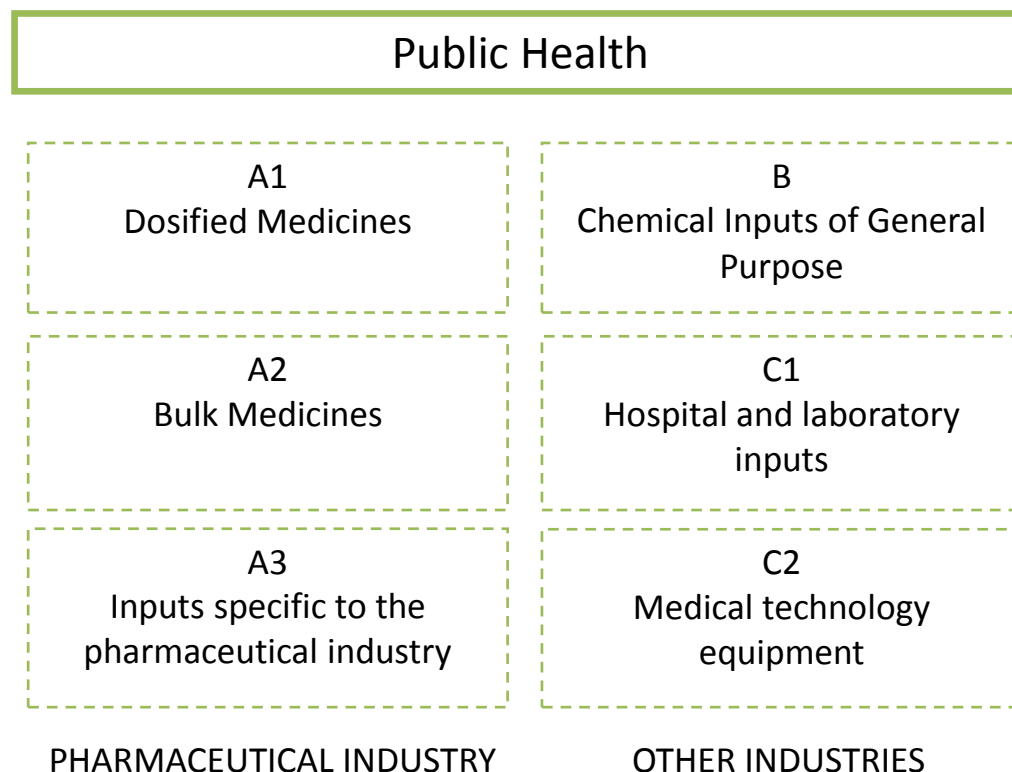 Public Health
A1
Dosified Medicines
B
Chemical Inputs of General
Purpose
A2
Bulk Medicines
C1
Hospital and laboratory
inputs
A3
Inputs specific to the
pharmaceutical industry
C2
Medical technology
equipment
PHARMACEUTICAL INDUSTRY
OTHER INDUSTRIES